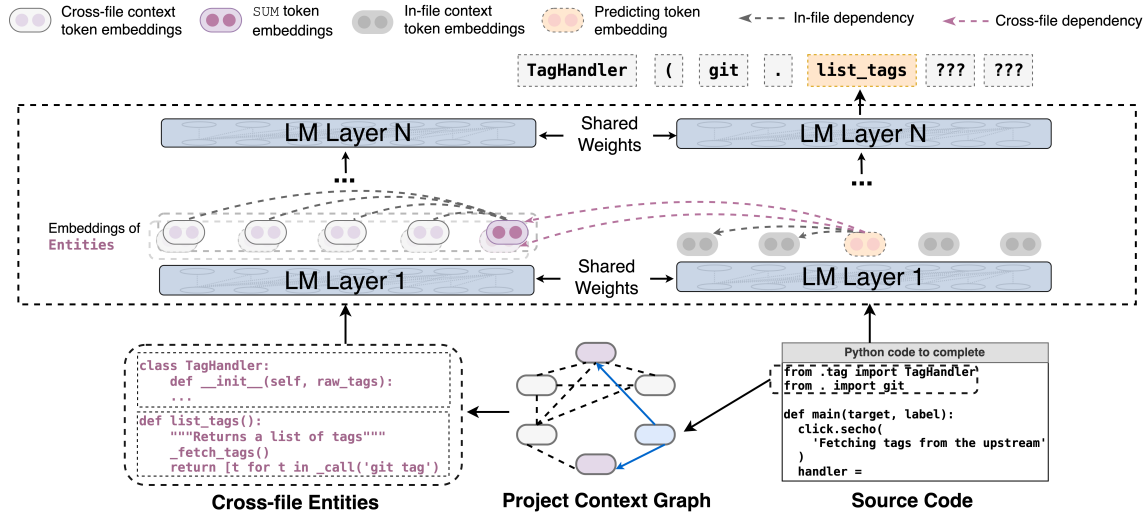 Cross-file context
token embeddings
SUM token
embeddings
In-file context
token embeddings
Predicting token
embedding
In-file dependency
Cross-file dependency
TagHandler ( git . list_tags ??? ???
LM Layer N
Shared
Weights
LM Layer N
...
...
Embeddings of
Entities
LM Layer 1
Shared
Weights
LM Layer 1
class TagHandler:
    def __init__(self, raw_tags):
    ...
def list_tags():
    """Returns a list of tags"""
    _fetch_tags()
    return [t for t in _call('git tag')
Cross-file Entities
Project Context Graph
Python code to complete
from .tag import TagHandler
from . import git
def main(target, label):
  click.secho(
    'Fetching tags from the upstream'
  )
  handler =
Source Code